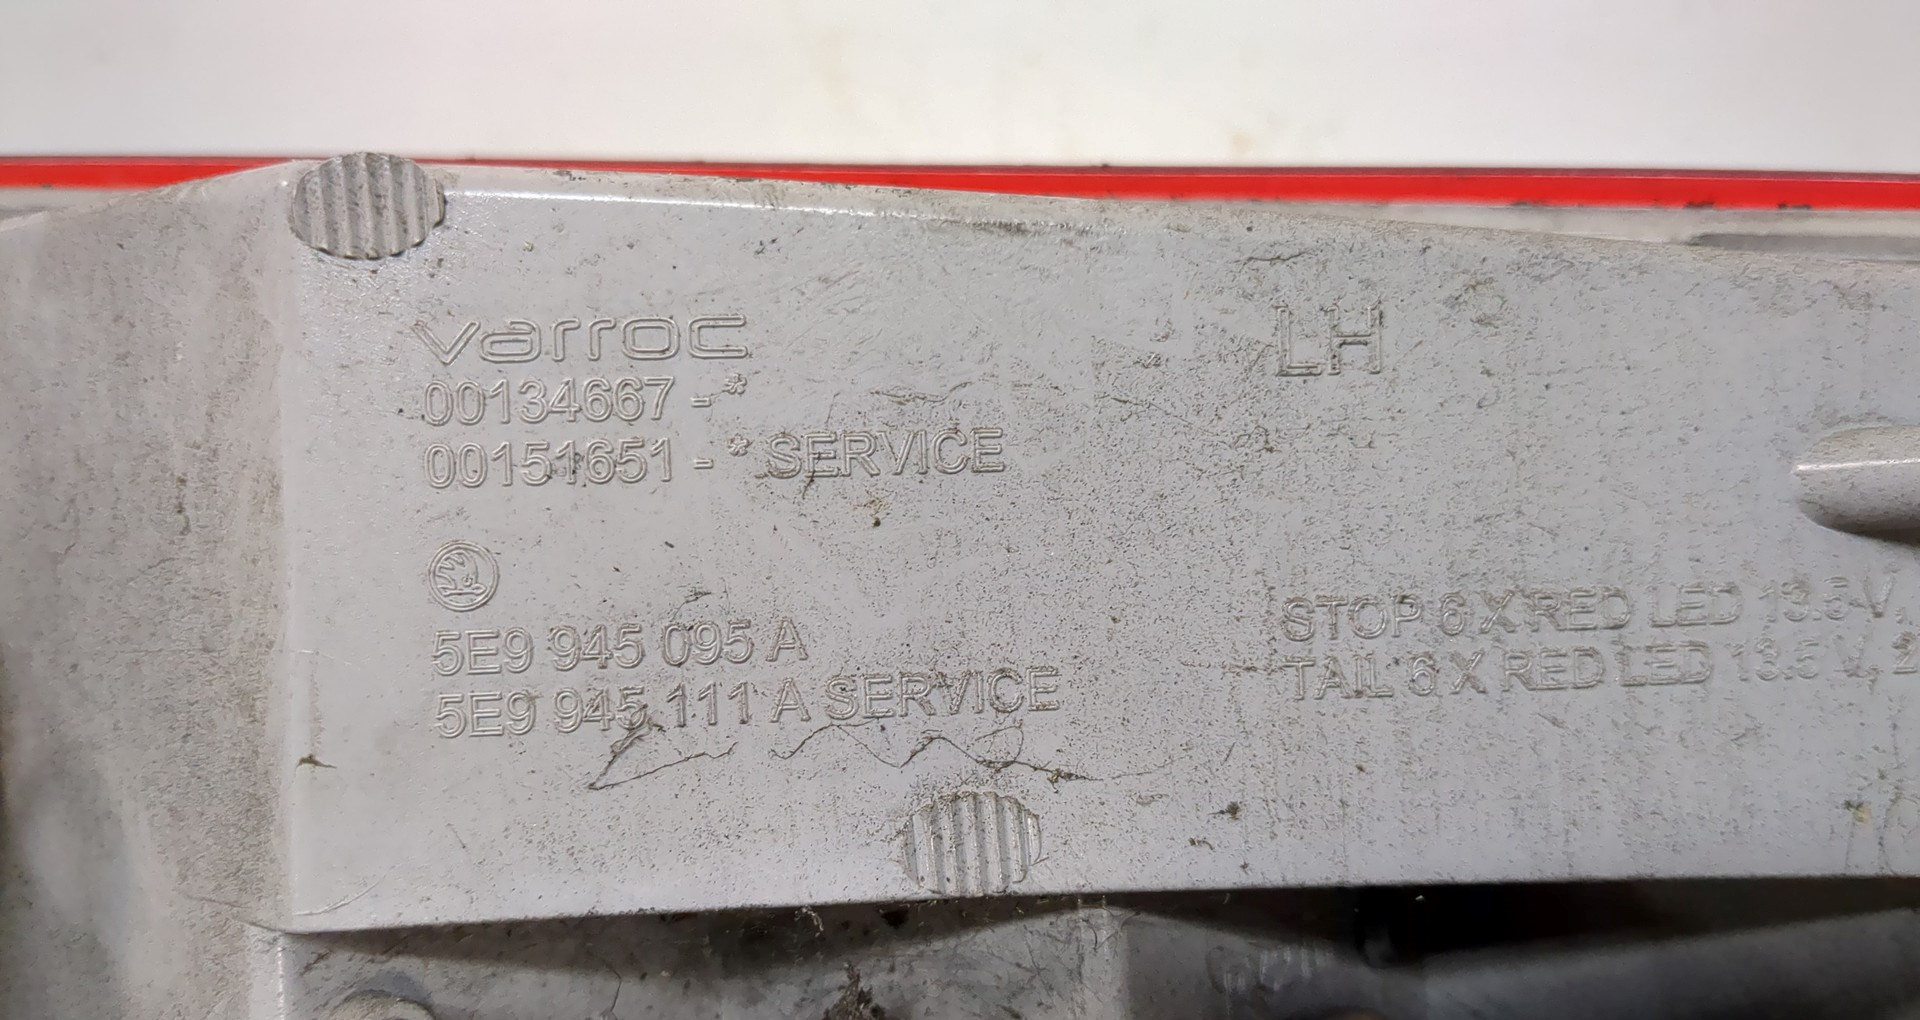 varroc
00134667 - *
00151651 - * SERVICE
LH
5E9 945 095 A
5E9 945 111 A SERVICE
STOP 6 X RED LED 13.5 V,
TAIL 6 X RED LED 13.5 V, 2